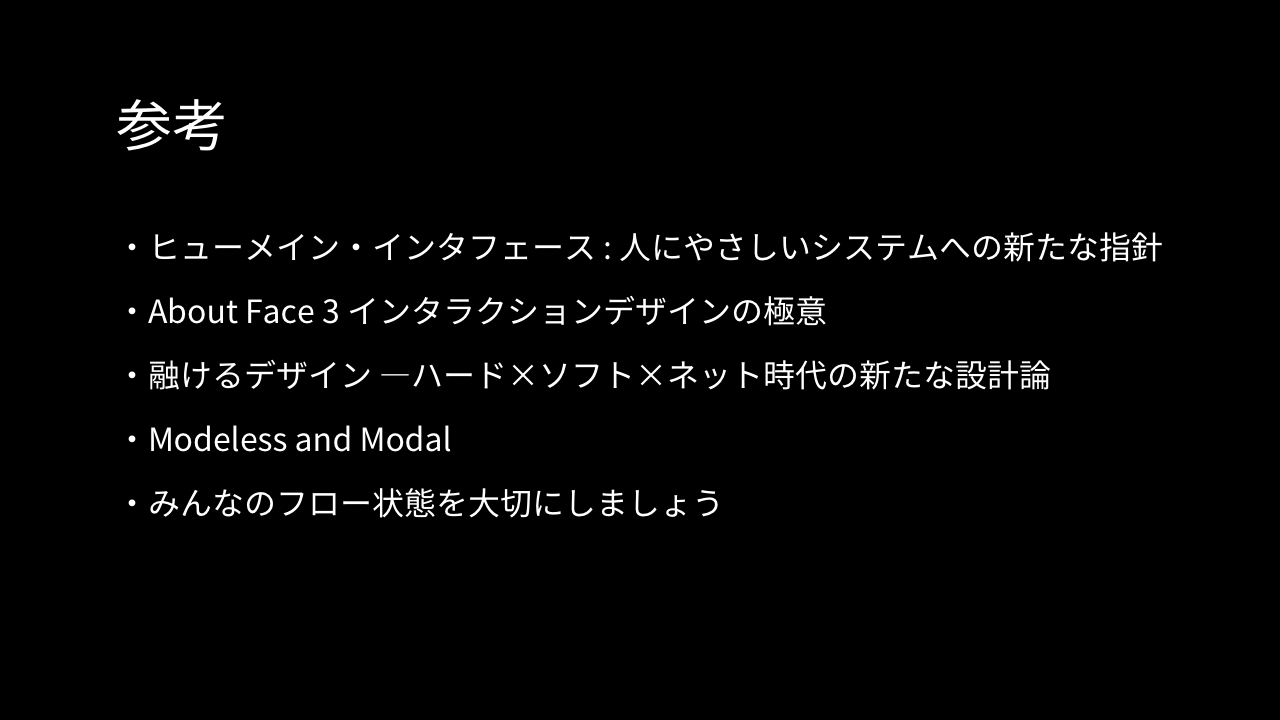 参考
・ヒューメイン・インタフェース : 人にやさしいシステムへの新たな指針
・About Face 3 インタラクションデザインの極意
・融けるデザイン ―ハード×ソフト×ネット時代の新たな設計論
・Modeless and Modal
・みんなのフロー状態を大切にしましょう